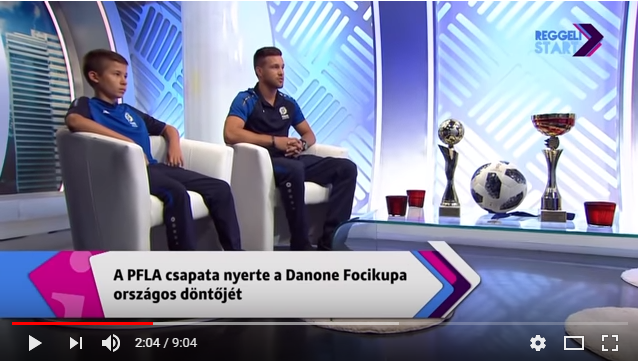 REGGELI
START
A PFLA csapata nyerte a Danone Focikupa
országos döntőjét
2:04 / 9:04